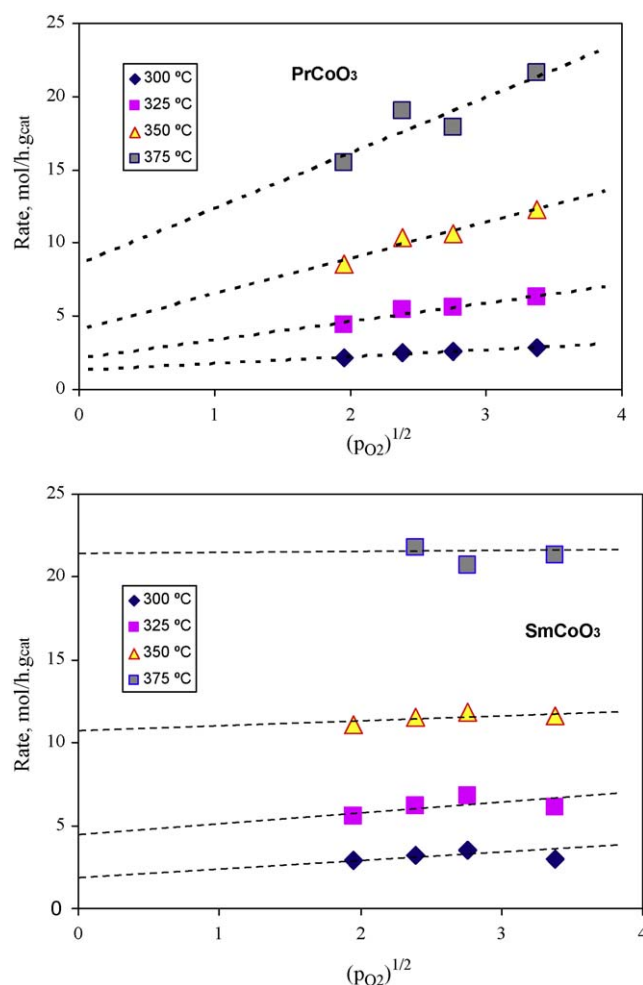 25
20
15
10
5
0
Rate, mol/h.gcat
PrCoO3
300 ºC
325 ºC
350 ºC
375 ºC
0 1 2 3 4
(pO2)1/2
25
20
15
10
5
0
Rate, mol/h.gcat
300 ºC
325 ºC
350 ºC
375 ºC
SmCoO3
0 1 2 3 4
(pO2)1/2